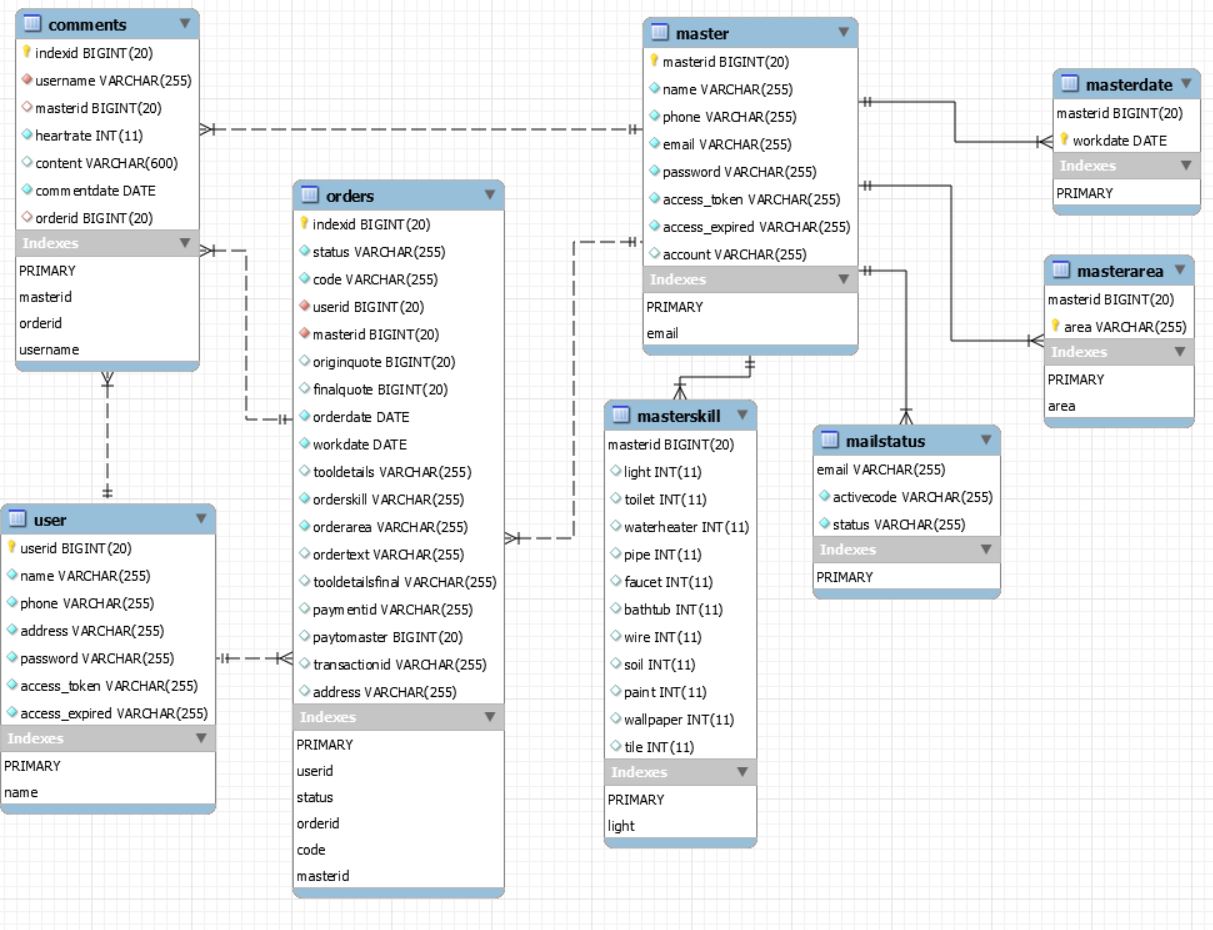 comments
indexid BIGINT(20)
username VARCHAR(255)
masterid BIGINT(20)
heartrate INT(11)
content VARCHAR(600)
commentdate DATE
orderid BIGINT(20)
Indexes
PRIMARY
masterid
orderid
username
user
userid BIGINT(20)
name VARCHAR(255)
phone VARCHAR(255)
address VARCHAR(255)
password VARCHAR(255)
access_token VARCHAR(255)
access_expired VARCHAR(255)
Indexes
PRIMARY
name
orders
indexid BIGINT(20)
status VARCHAR(255)
code VARCHAR(255)
userid BIGINT(20)
masterid BIGINT(20)
originquote BIGINT(20)
finalquote BIGINT(20)
orderdate DATE
workdate DATE
tooldetails VARCHAR(255)
orderskill VARCHAR(255)
orderarea VARCHAR(255)
ordertext VARCHAR(255)
tooldetailsfinal VARCHAR(255)
paymentid VARCHAR(255)
paytomaster BIGINT(20)
transactionid VARCHAR(255)
address VARCHAR(255)
Indexes
PRIMARY
userid
status
orderid
code
masterid
master
masterid BIGINT(20)
name VARCHAR(255)
phone VARCHAR(255)
email VARCHAR(255)
password VARCHAR(255)
access_token VARCHAR(255)
access_expired VARCHAR(255)
account VARCHAR(255)
Indexes
PRIMARY
email
masterskill
masterid BIGINT(20)
light INT(11)
toilet INT(11)
waterheater INT(11)
pipe INT(11)
faucet INT(11)
bathtub INT(11)
wire INT(11)
soil INT(11)
paint INT(11)
wallpaper INT(11)
tile INT(11)
Indexes
PRIMARY
light
mailstatus
email VARCHAR(255)
activecode VARCHAR(255)
status VARCHAR(255)
Indexes
PRIMARY
masterdate
masterid BIGINT(20)
workdate DATE
Indexes
PRIMARY
masterarea
masterid BIGINT(20)
area VARCHAR(255)
Indexes
PRIMARY
area